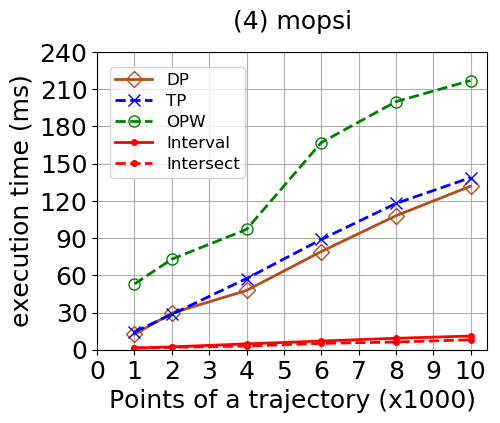 (4) mopsi
execution time (ms)
240
210
180
150
120
90
60
30
0
DP
TP
OPW
Interval
Intersect
0 1 2 3 4 5 6 7 8 9 10
Points of a trajectory (x1000)